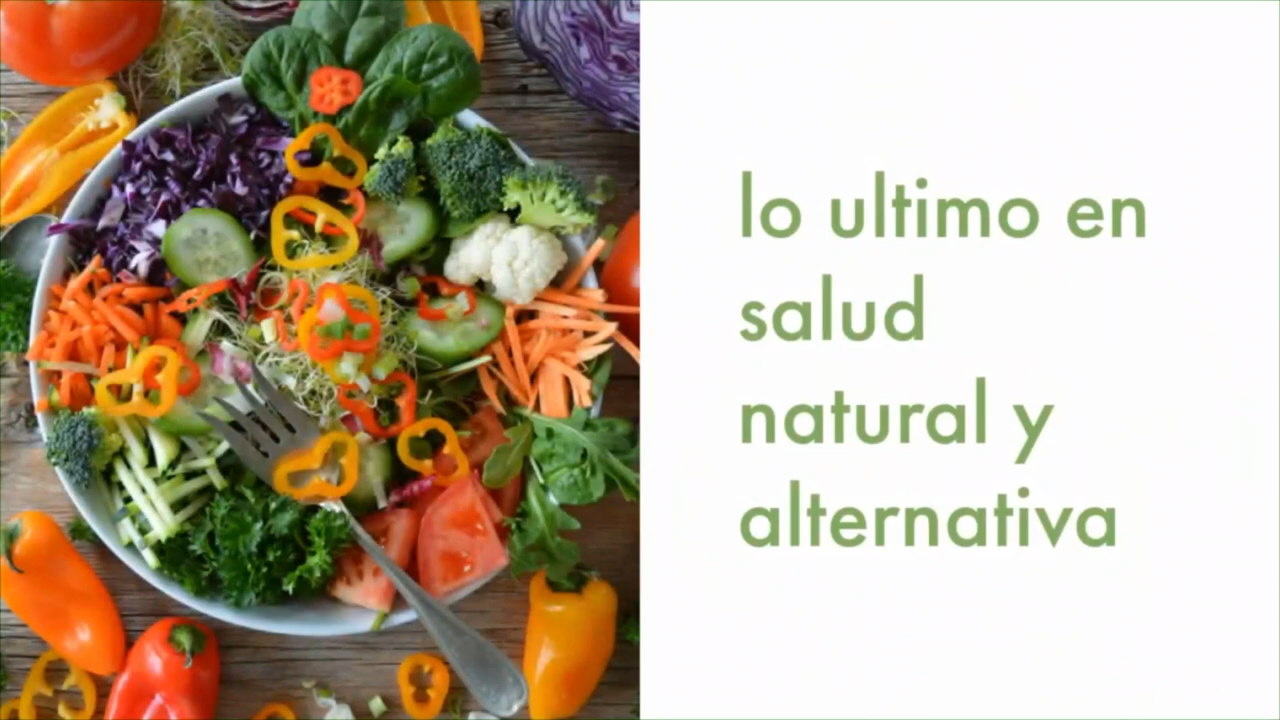 lo ultimo en
salud
natural y
alternativa